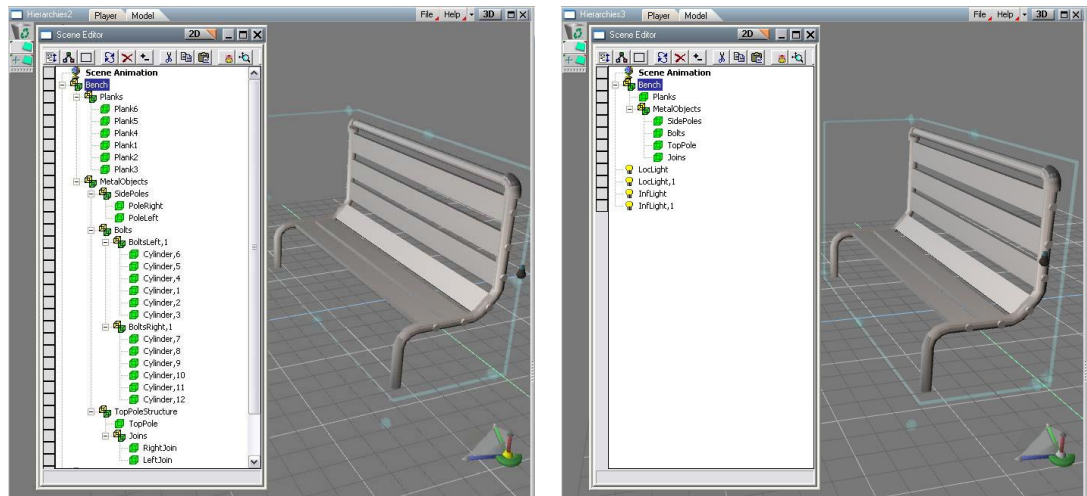 Hierarchies2 Player Model File Help 3D
Scene Editor 2D
Scene Animation
Bench
Planks
Plank6
Plank5
Plank4
Plank1
Plank2
Plank3
MetalObjects
SidePoles
PoleRight
PoleLeft
Bolts
BoltsLeft,1
Cylinder,6
Cylinder,5
Cylinder,4
Cylinder,1
Cylinder,2
Cylinder,3
BoltsRight,1
Cylinder,7
Cylinder,8
Cylinder,9
Cylinder,10
Cylinder,11
Cylinder,12
TopPoleStructure
TopPole
Joins
RightJoin
LeftJoin
Hierarchies3 Player Model File Help 3D
Scene Editor 2D
Scene Animation
Bench
Planks
MetalObjects
SidePoles
Bolts
TopPole
Joins
LocLight
LocLight,1
InfLight
InfLight,1